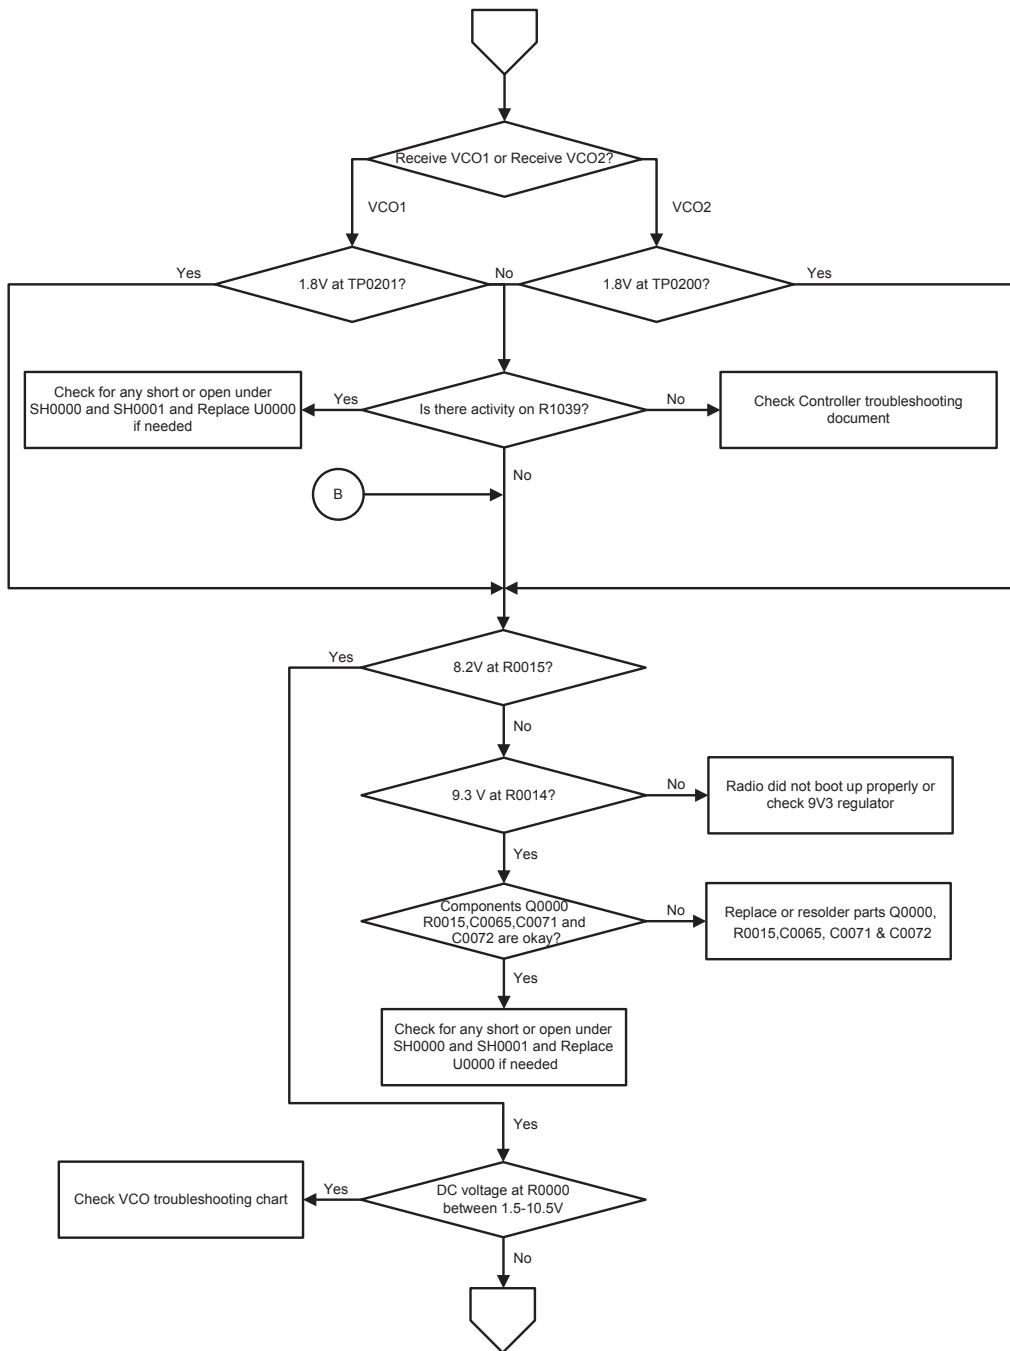 Receive VCO1 or Receive VCO2?
VCO1
VCO2
Yes
1.8V at TP0201?
No
1.8V at TP0200?
Yes
Check for any short or open under
SH0000 and SH0001 and Replace U0000
if needed
Yes
Is there activity on R1039?
No
Check Controller troubleshooting
document
No
B
Yes
8.2V at R0015?
No
9.3 V at R0014?
No
Radio did not boot up properly or
check 9V3 regulator
Yes
Components Q0000
R0015,C0065,C0071 and
C0072 are okay?
No
Replace or resolder parts Q0000,
R0015,C0065, C0071 & C0072
Yes
Check for any short or open under
SH0000 and SH0001 and Replace
U0000 if needed
Yes
Check VCO troubleshooting chart
Yes
DC voltage at R0000
between 1.5-10.5V
No